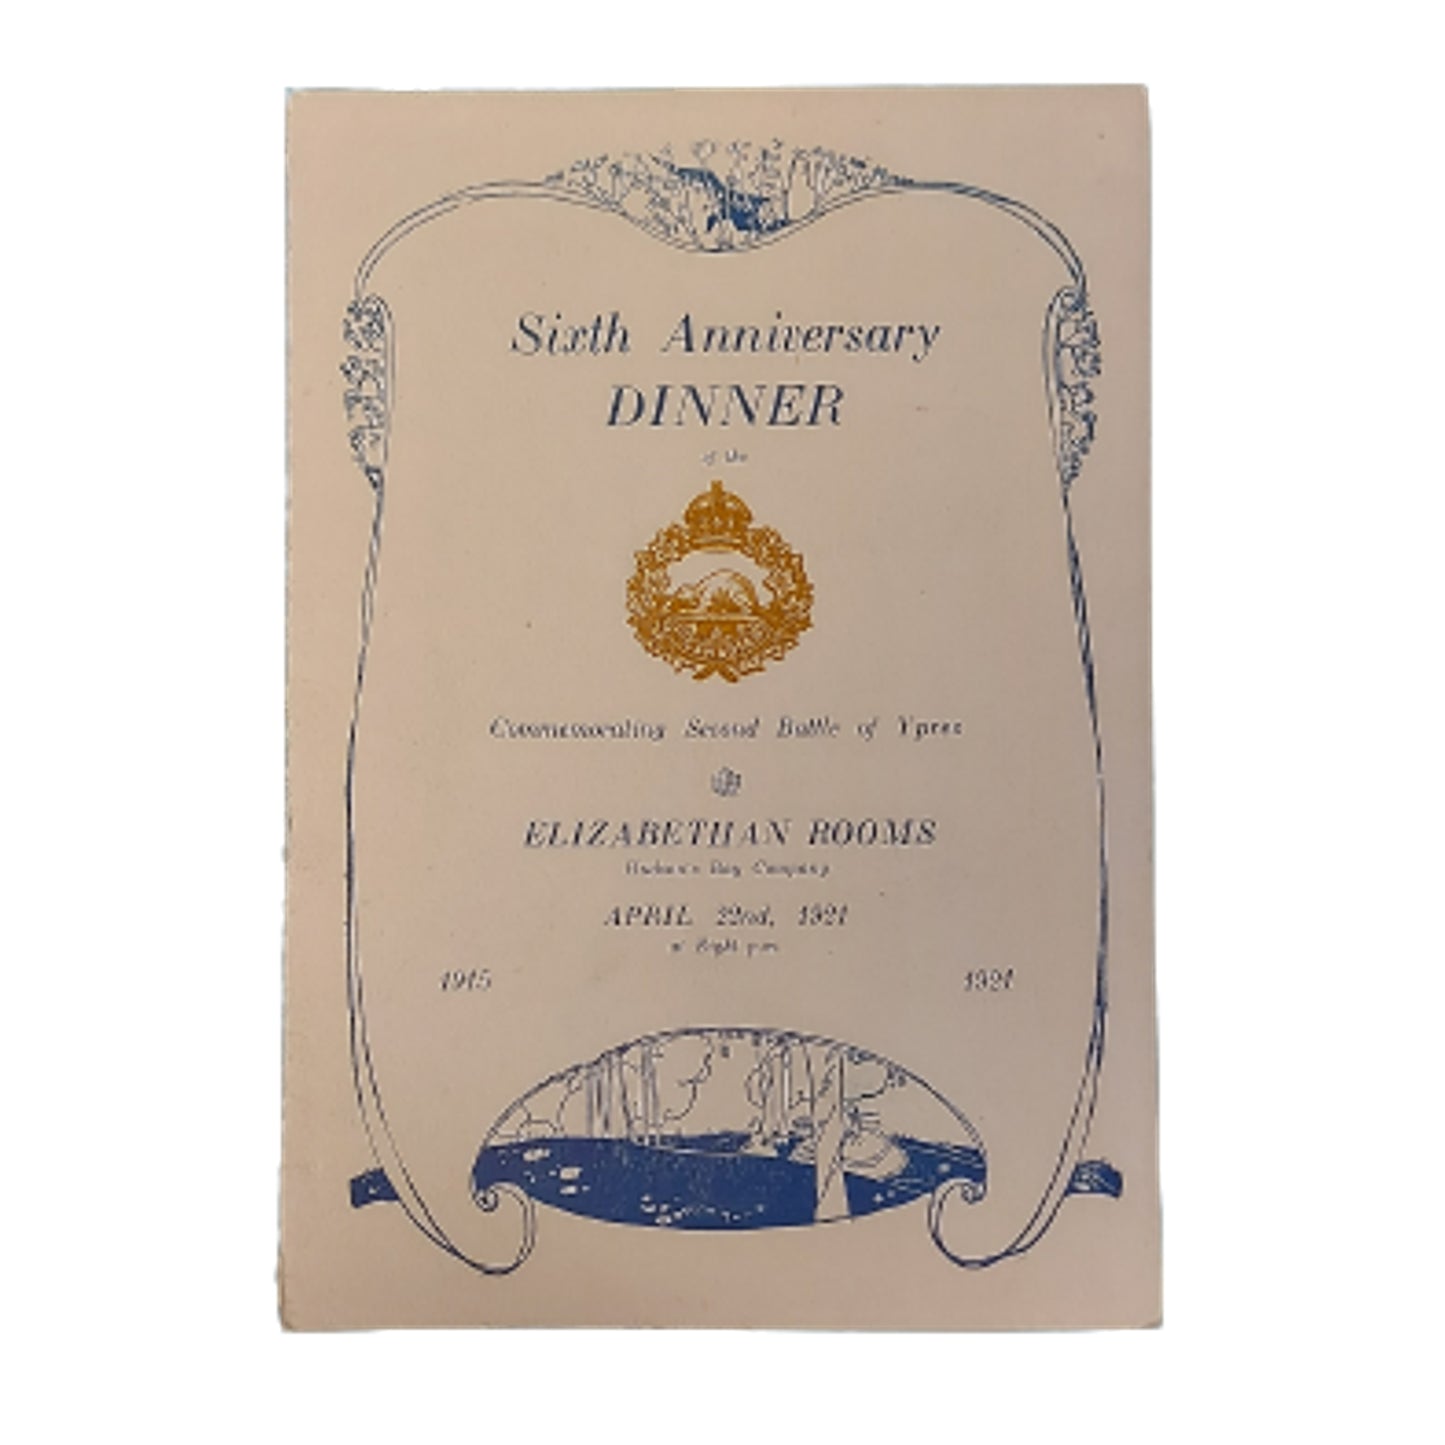 Sixth Anniversary
DINNER
of the
Commemorating Second Battle of Ypres
ELIZABETHAN ROOMS
Hudson's Bay Company
APRIL 22nd, 1921
at Eight p.m.
1915 1921